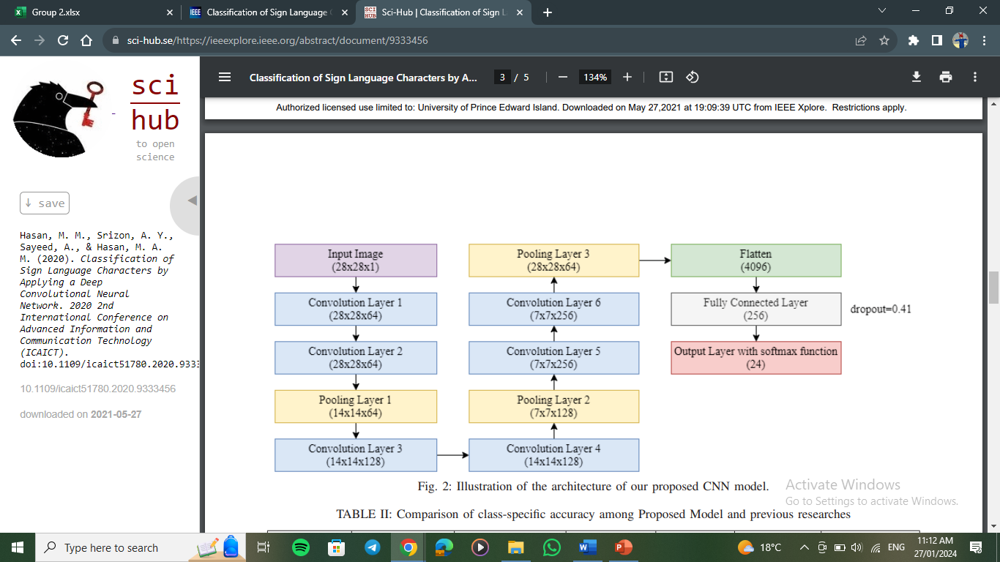 Group 2.xlsx
IEEE
Classification of Sign Language C
SCI HUB
Sci-Hub | Classification of Sign L
sci-hub.se/https://ieeexplore.ieee.org/abstract/document/9333456
sci
hub
to open
science
↓ save
Hasan, M. M., Srizon, A. Y.,
Sayeed, A., & Hasan, M. A.
M. (2020). Classification of
Sign Language Characters by
Applying a Deep
Convolutional Neural
Network. 2020 2nd
International Conference on
Advanced Information and
Communication Technology
(ICAICT).
doi:10.1109/icaict51780.2020.9333
10.1109/icaict51780.2020.9333456
downloaded on 2021-05-27
Classification of Sign Language Characters by A...
3 / 5
134%
Authorized licensed use limited to: University of Prince Edward Island. Downloaded on May 27,2021 at 19:09:39 UTC from IEEE Xplore. Restrictions apply.
Input Image
(28x28x1)
Convolution Layer 1
(28x28x64)
Convolution Layer 2
(28x28x64)
Pooling Layer 1
(14x14x64)
Convolution Layer 3
(14x14x128)
Pooling Layer 3
(28x28x64)
Convolution Layer 6
(7x7x256)
Convolution Layer 5
(7x7x256)
Pooling Layer 2
(7x7x128)
Convolution Layer 4
(14x14x128)
Flatten
(4096)
Fully Connected Layer
(256)
dropout=0.41
Output Layer with softmax function
(24)
Fig. 2: Illustration of the architecture of our proposed CNN model.
TABLE II: Comparison of class-specific accuracy among Proposed Model and previous researches
Activate Windows
Go to Settings to activate Windows.
Type here to search
18°C
ENG
11:12 AM
27/01/2024